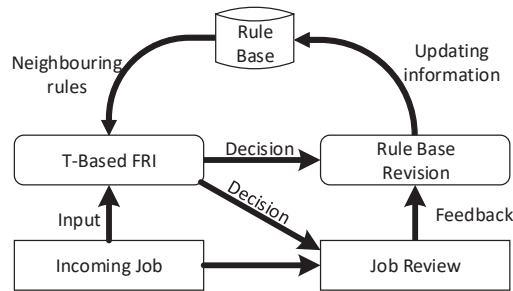 Rule
Base
Neighbouring
rules
Updating
information
T-Based FRI
Decision
Rule Base
Revision
Decision
Input
Feedback
Incoming Job
Job Review